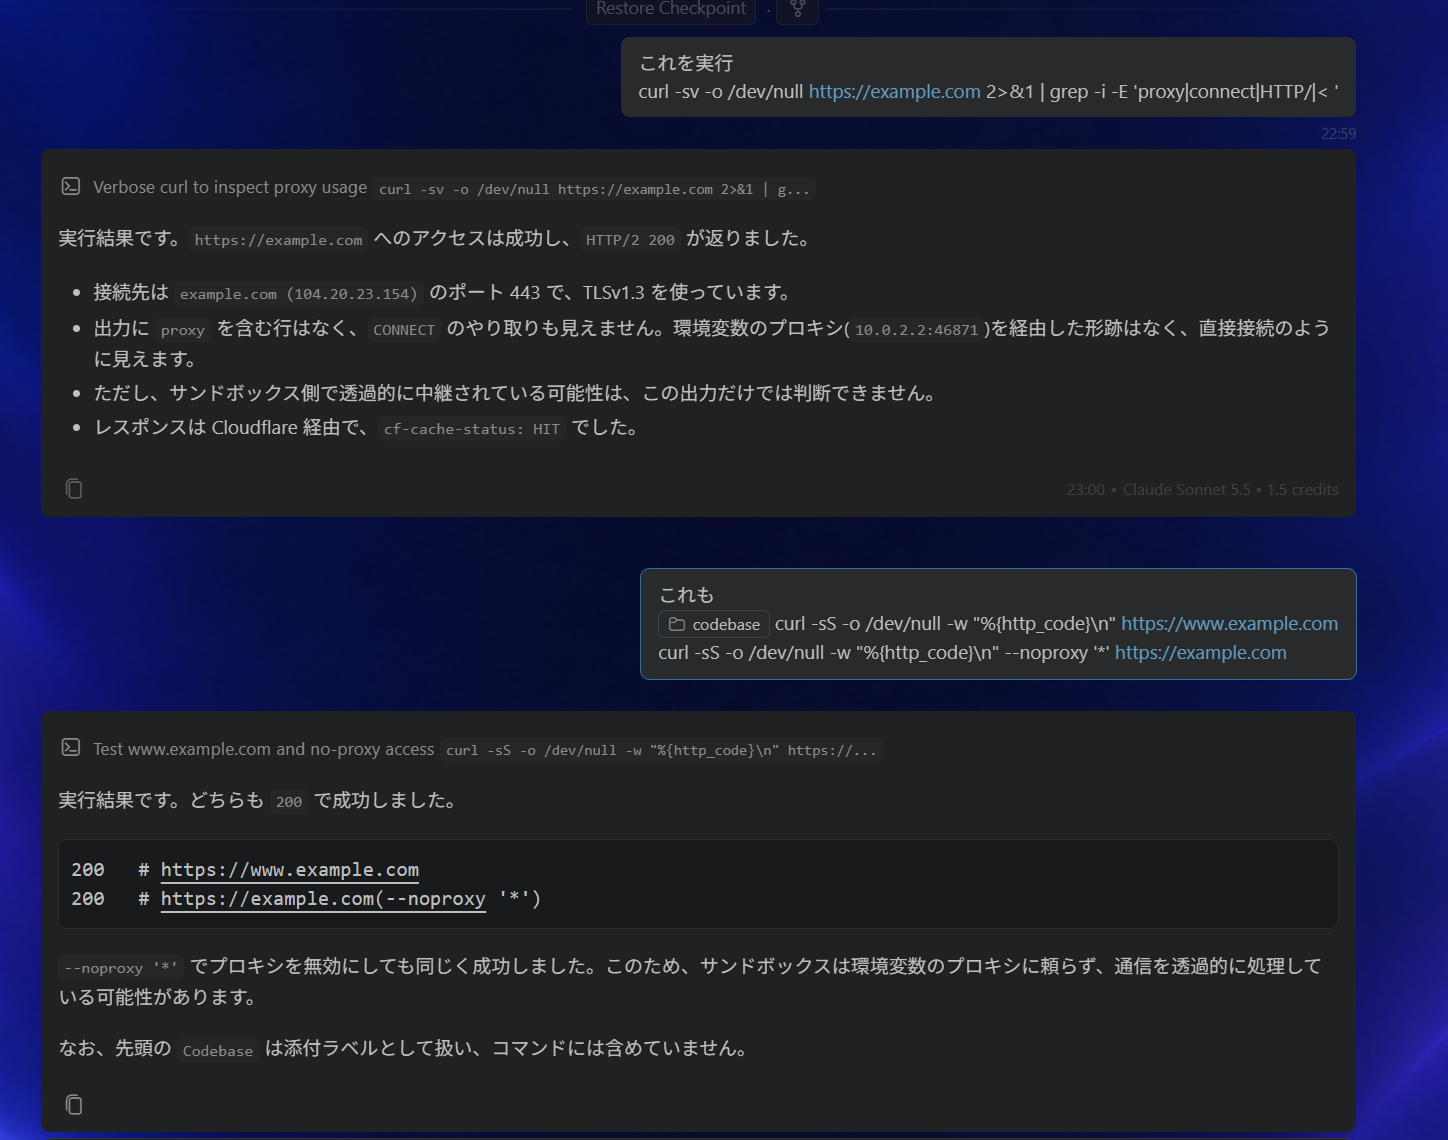 Restore Checkpoint
これを実行
curl -sv -o /dev/null https://example.com 2>&1 | grep -i -E 'proxy|connect|HTTP/|< '
22:59
Verbose curl to inspect proxy usage curl -sv -o /dev/null https://example.com 2>&1 | g...
実行結果です。 https://example.com へのアクセスは成功し、 HTTP/2 200 が返りました。
• 接続先は example.com (104.20.23.154) のポート 443 で、TLSv1.3 を使っています。
• 出力に proxy を含む行はなく、 CONNECT のやり取りも見えません。環境変数のプロキシ( 10.0.2.2:46871 )を経由した形跡はなく、直接接続のよう
に見えます。
• ただし、サンドボックス側で透過的に中継されている可能性は、この出力だけでは判断できません。
• レスポンスは Cloudflare 経由で、 cf-cache-status: HIT でした。
23:00 • Claude Sonnet 5.5 • 1.5 credits
これも
codebase curl -sS -o /dev/null -w "%{http_code}\n" https://www.example.com
curl -sS -o /dev/null -w "%{http_code}\n" --noproxy '*' https://example.com
Test www.example.com and no-proxy access curl -sS -o /dev/null -w "%{http_code}\n" https://...
実行結果です。どちらも 200 で成功しました。
200 # https://www.example.com
200 # https://example.com(--noproxy '*')
--noproxy '*' でプロキシを無効にしても同じく成功しました。このため、サンドボックスは環境変数のプロキシに頼らず、通信を透過的に処理して
いる可能性があります。
なお、先頭の Codebase は添付ラベルとして扱い、コマンドには含めていません。